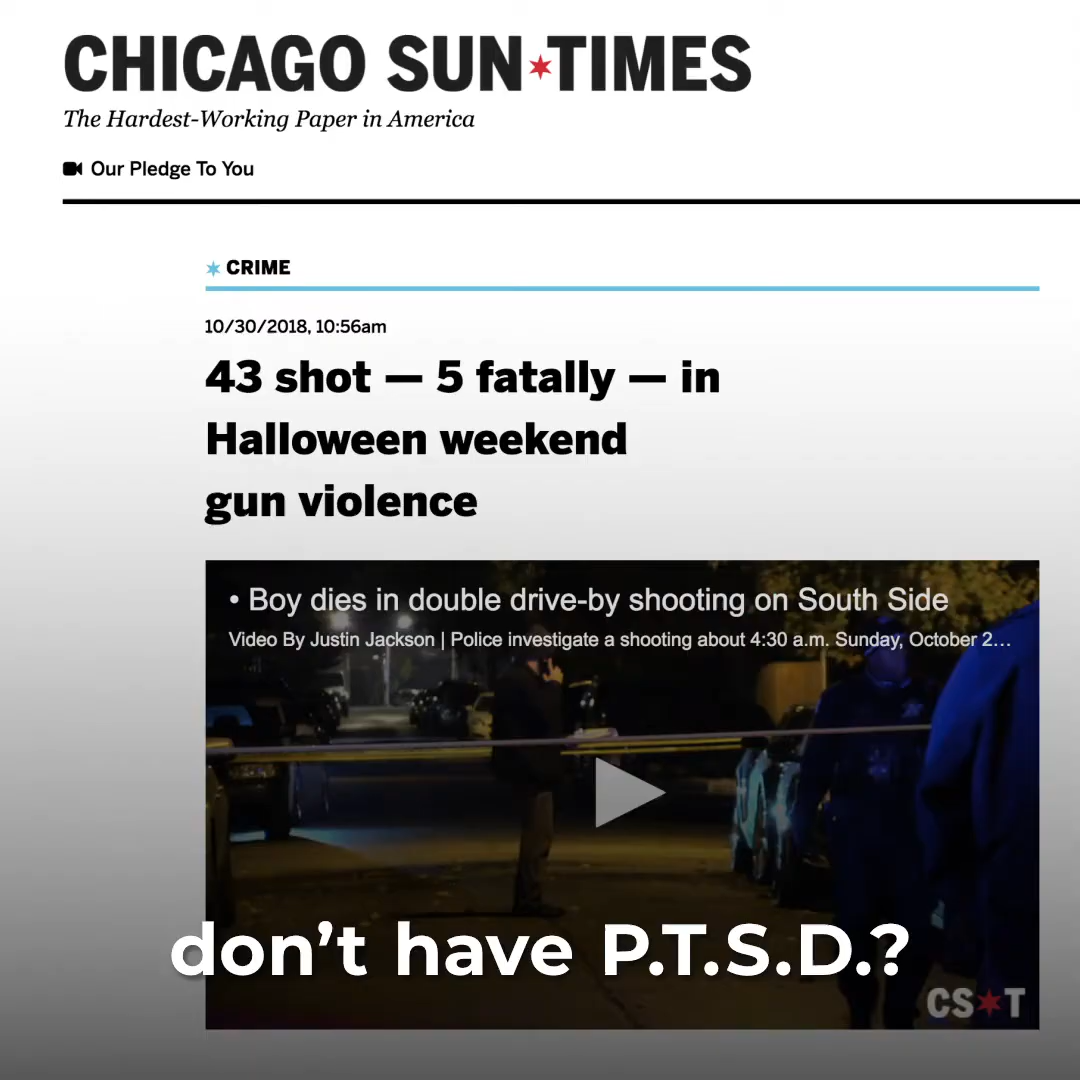 CHICAGO SUN★TIMES
The Hardest-Working Paper in America
Our Pledge To You
CRIME
10/30/2018, 10:56am
43 shot — 5 fatally — in
Halloween weekend
gun violence
• Boy dies in double drive-by shooting on South Side
Video By Justin Jackson | Police investigate a shooting about 4:30 a.m. Sunday, October 2…
don’t have P.T.S.D.?
CS★T